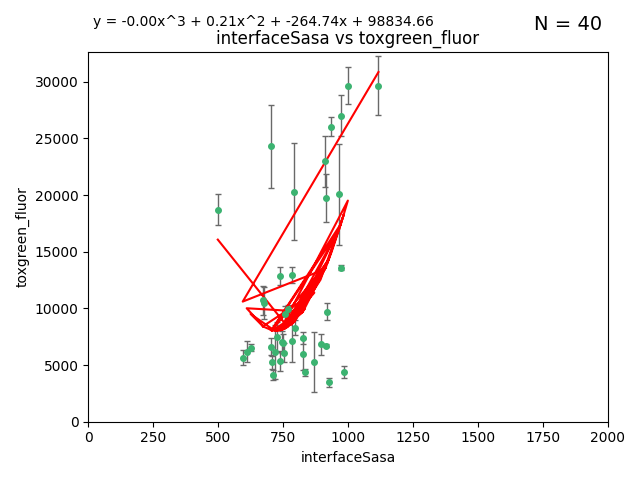 y = -0.00x^3 + 0.21x^2 + -264.74x + 98834.66
N = 40
interfaceSasa vs toxgreen_fluor
toxgreen_fluor
30000
25000
20000
15000
10000
5000
0
0 250 500 750 1000 1250 1500 1750 2000
interfaceSasa